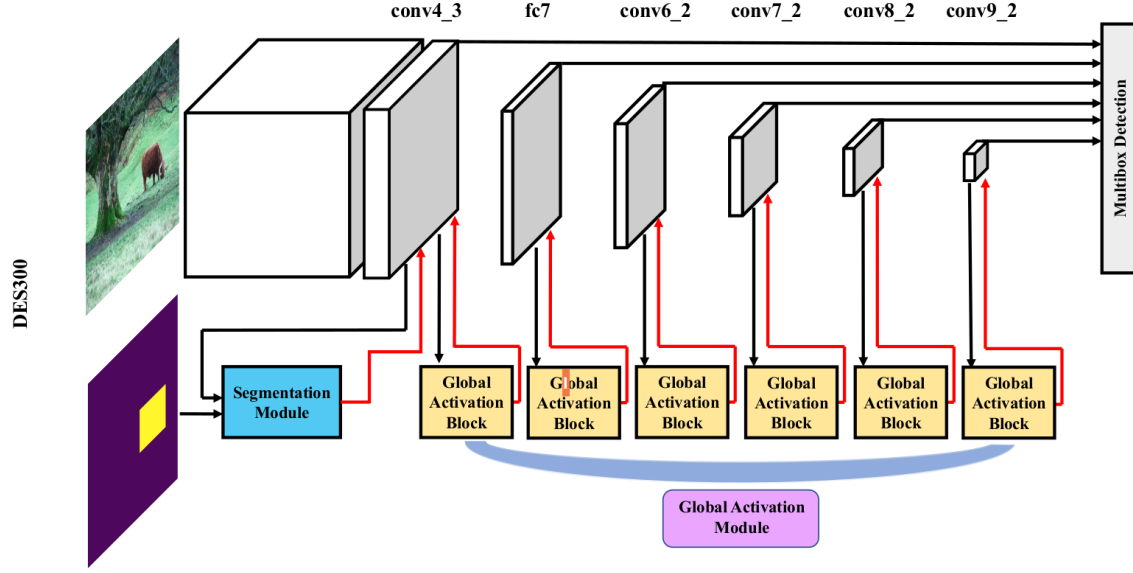 conv4_3 fc7 conv6_2 conv7_2 conv8_2 conv9_2
Multibox Detection
DES300
Segmentation
Module
Global
Activation
Block
Global
Activation
Block
Global
Activation
Block
Global
Activation
Block
Global
Activation
Block
Global
Activation
Block
Global Activation
Module